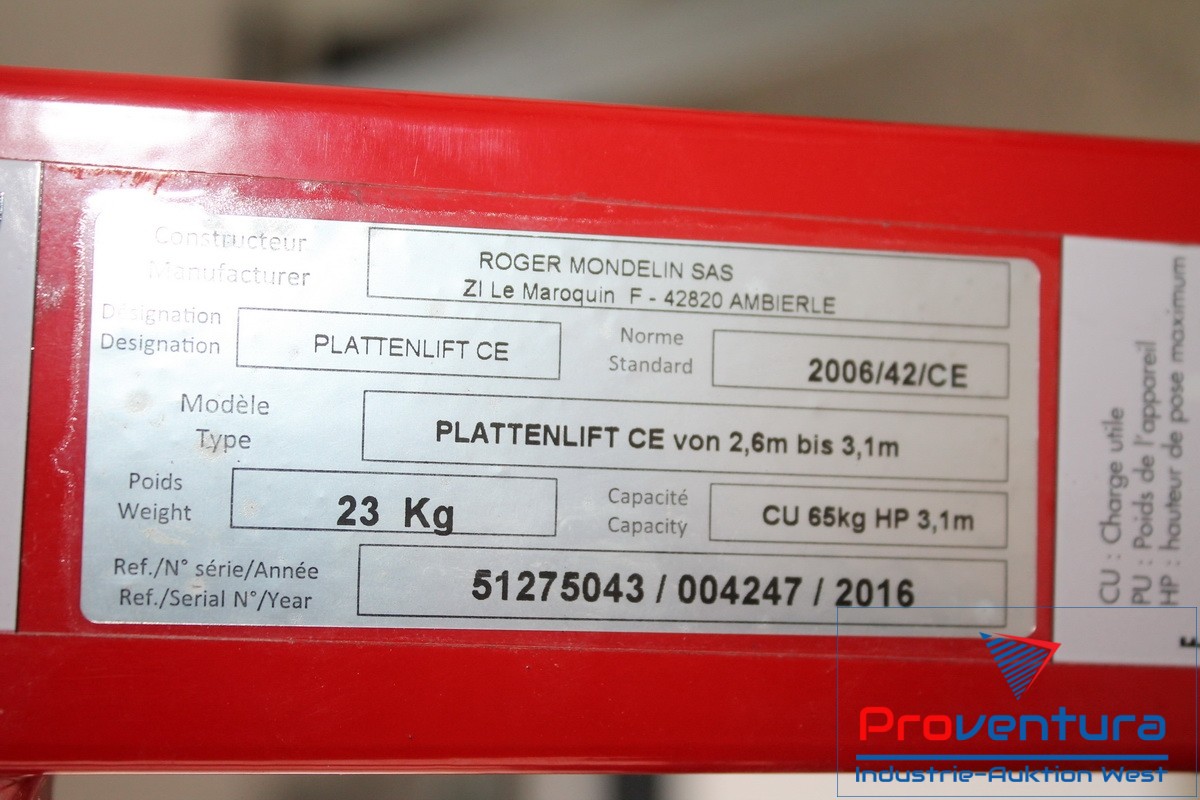 Constructeur
Manufacturer
ROGER MONDELIN SAS
ZI Le Maroquin F - 42820 AMBIERLE
Désignation
Designation
PLATTENLIFT CE
Norme
Standard
2006/42/CE
Modèle
Type
PLATTENLIFT CE von 2,6m bis 3,1m
Poids
Weight
23 Kg
Capacité
Capacity
CU 65kg HP 3,1m
Ref./N° série/Année
Ref./Serial N°/Year
51275043 / 004247 / 2016
CU : Charge utile
PU : Poids de l'appareil
HP : hauteur de pose maximum
Proventura
Industrie-Auktion West